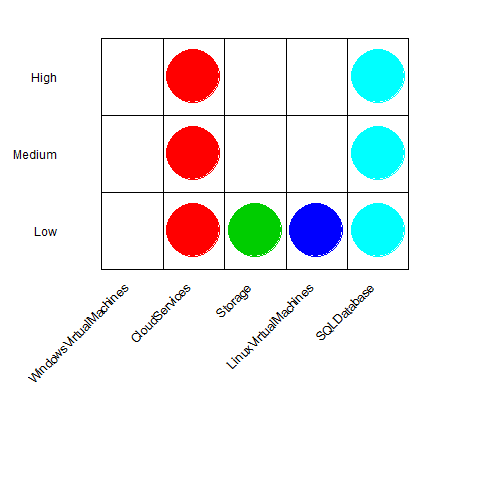 High
Medium
Low
WindowsVirtualMachines
CloudServices
Storage
LinuxVirtualMachines
SQLDatabase